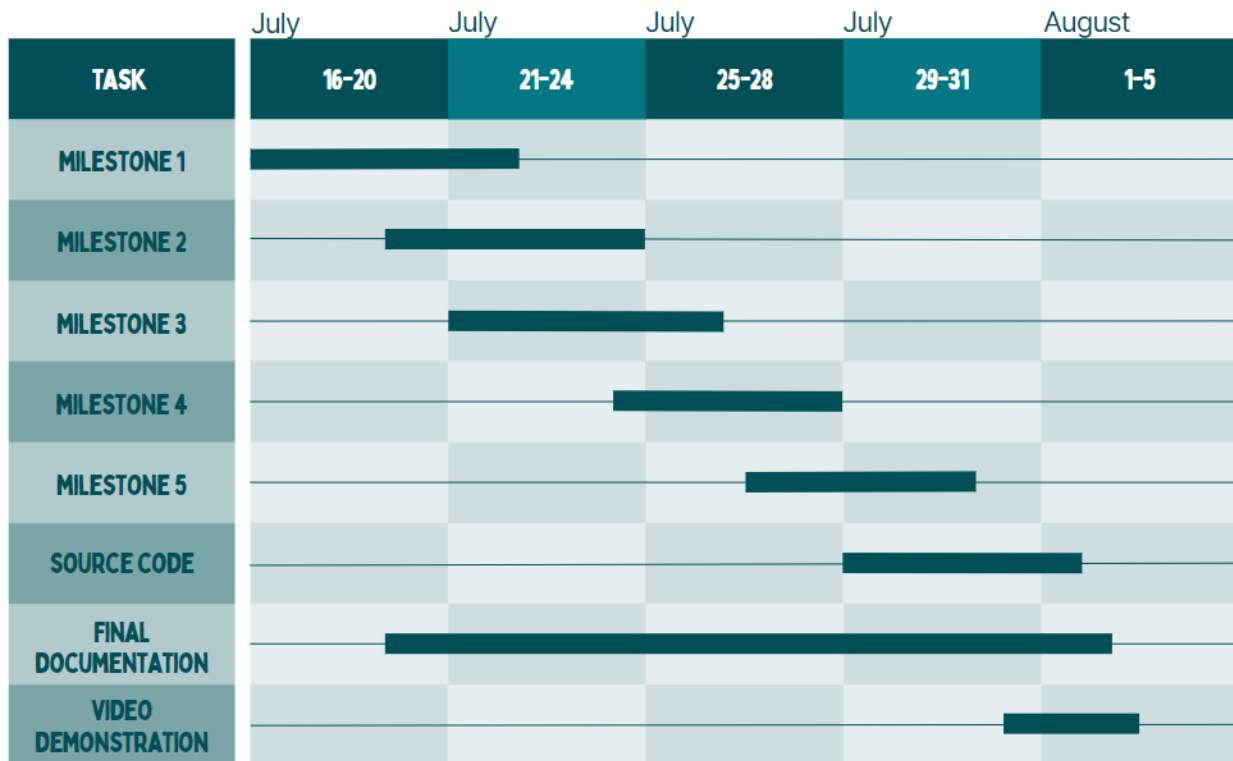 July July July July August
TASK 16-20 21-24 25-28 29-31 1-5
MILESTONE 1
MILESTONE 2
MILESTONE 3
MILESTONE 4
MILESTONE 5
SOURCE CODE
FINAL
DOCUMENTATION
VIDEO
DEMONSTRATION